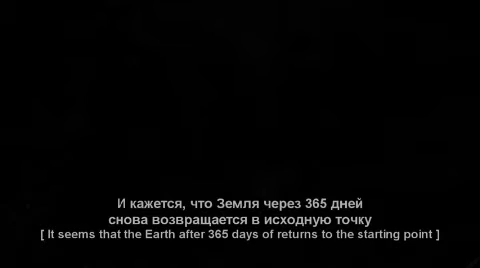 И кажется, что Земля через 365 дней
снова возвращается в исходную точку
[ It seems that the Earth after 365 days of returns to the starting point ]